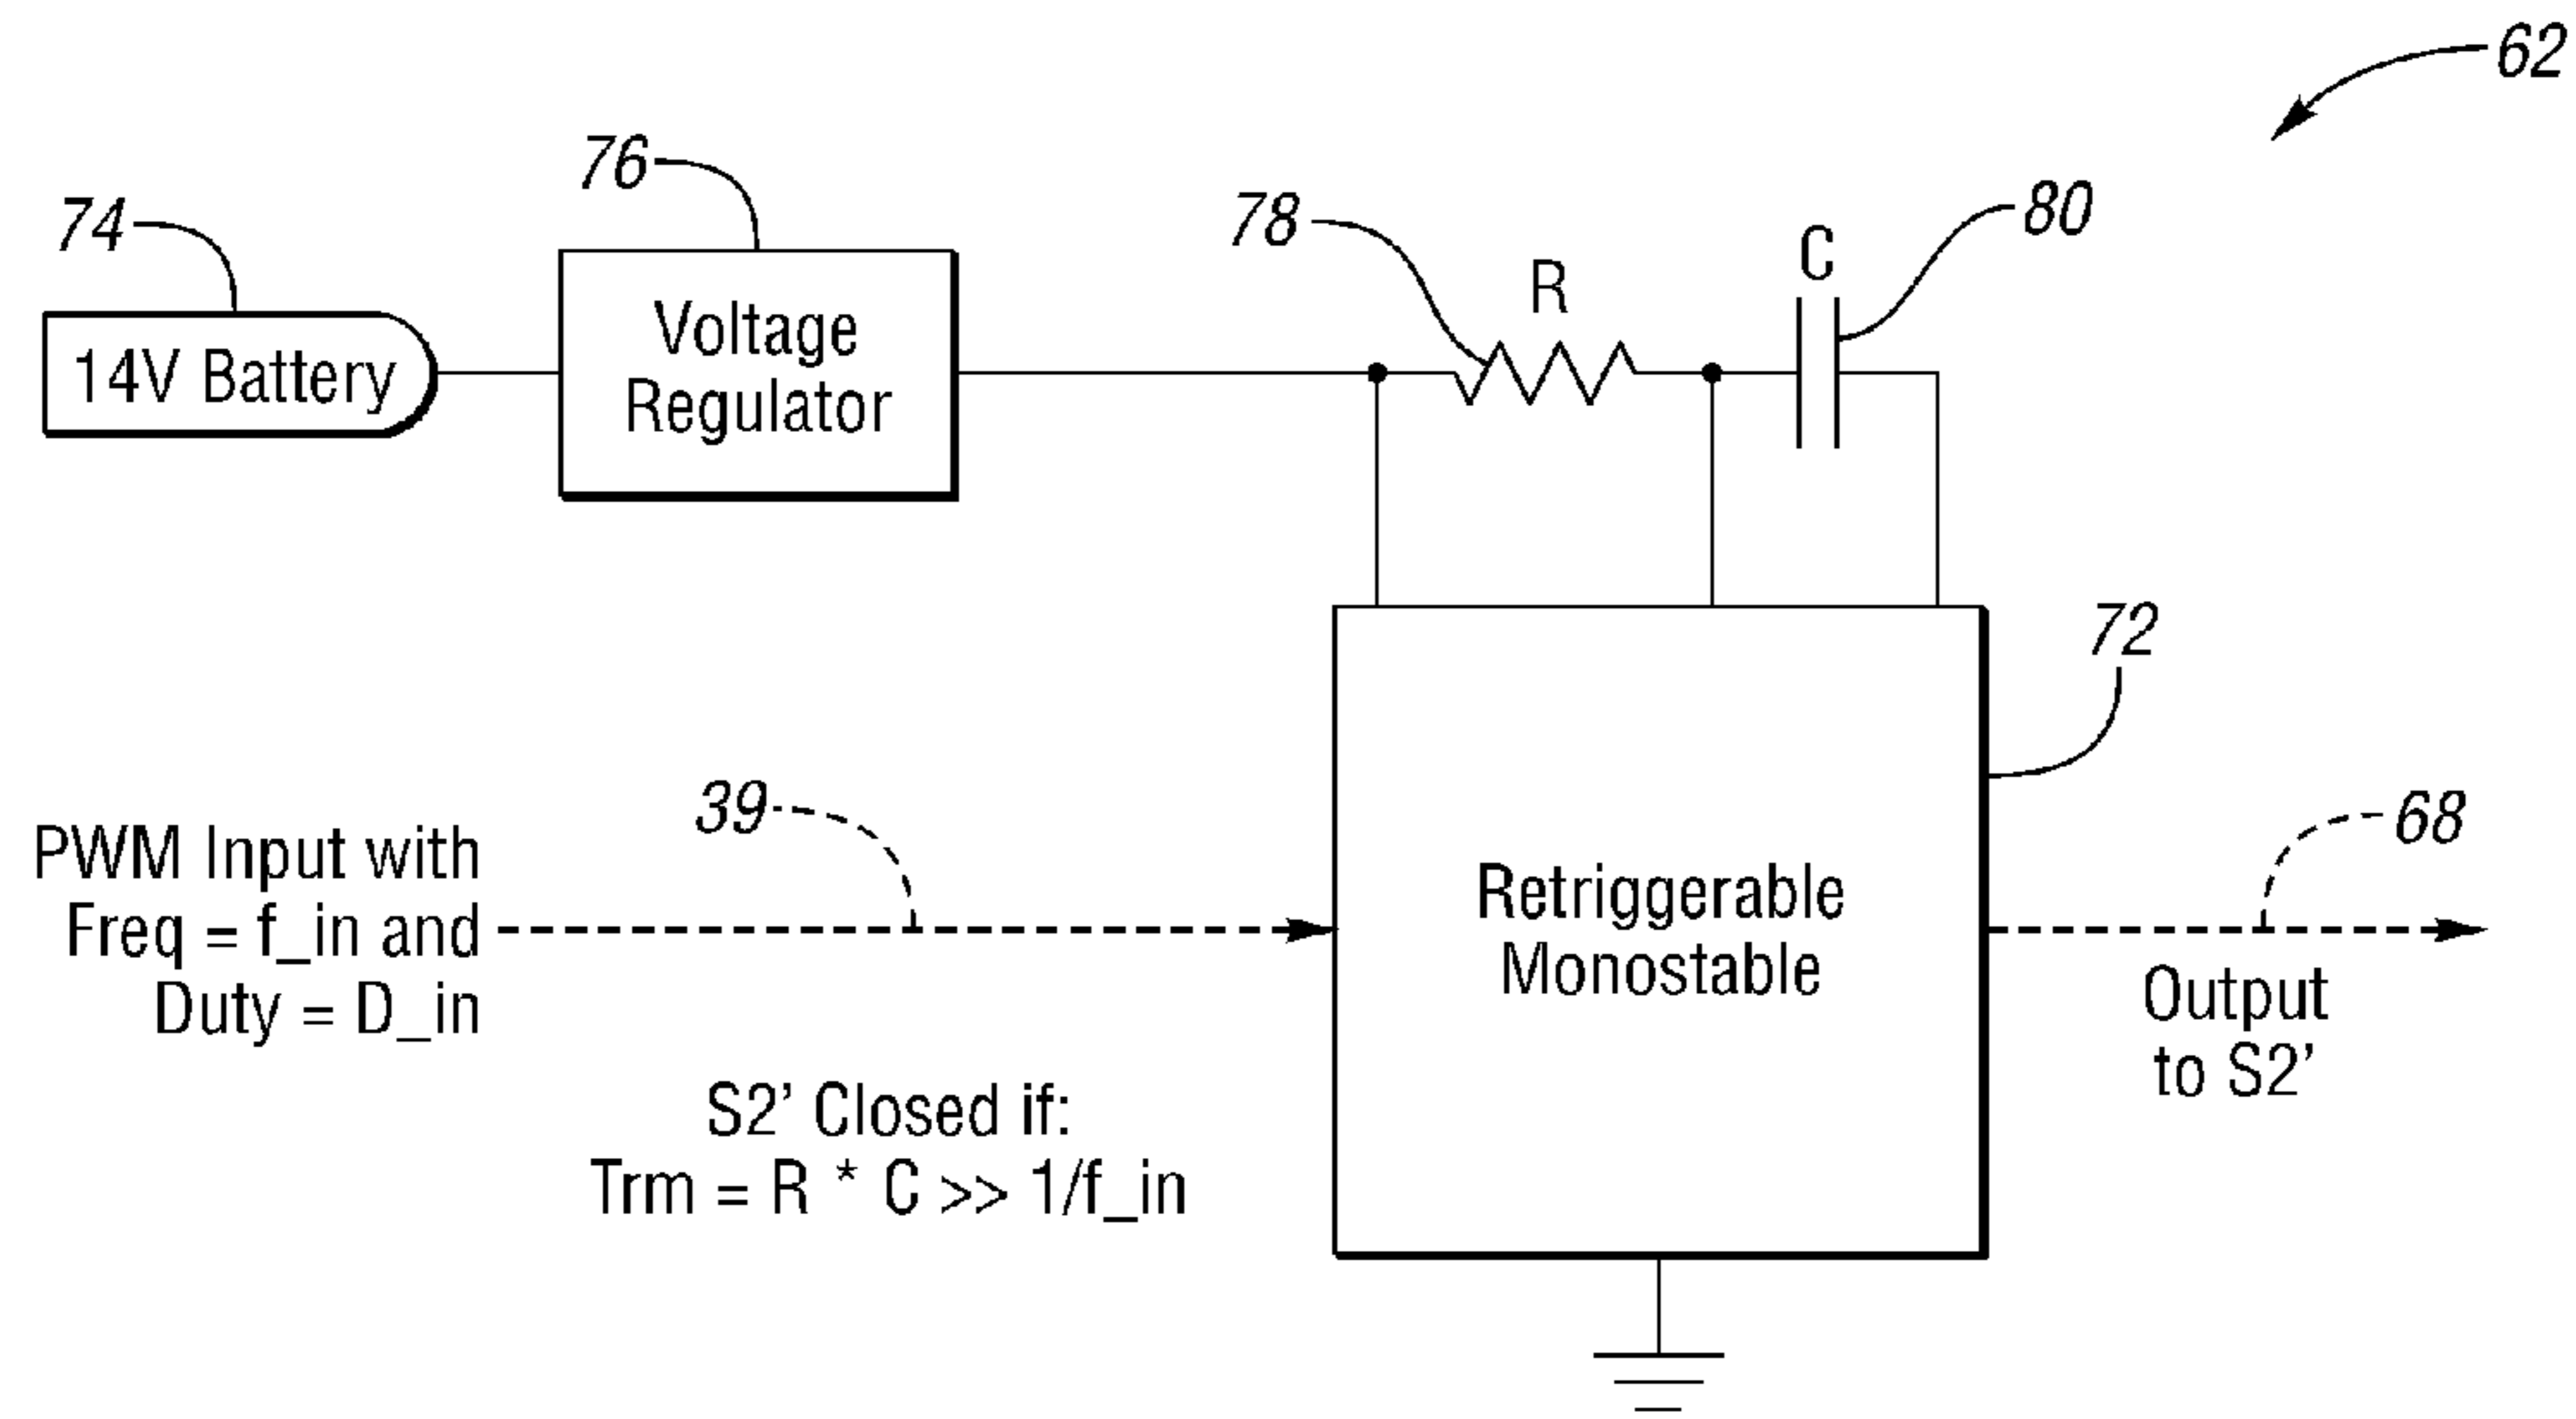 62
76
74
78
80
C
R
14V Battery
Voltage
Regulator
72
39
68
PWM Input with
Freq = f_in and
Duty = D_in
Retriggerable
Monostable
Output
to S2'
S2' Closed if:
Trm = R * C >> 1/f_in